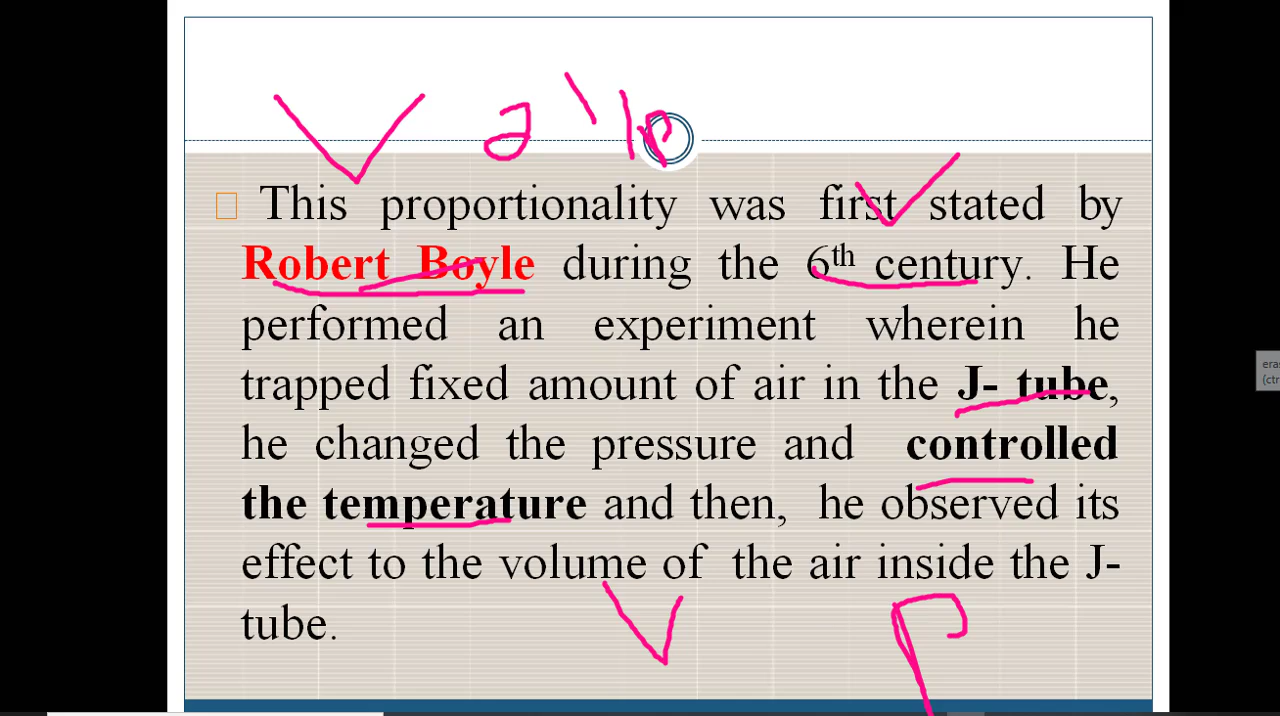 V a 1/p
This proportionality was first stated by
Robert Boyle during the 6th century. He
performed an experiment wherein he
trapped fixed amount of air in the J- tube,
he changed the pressure and controlled
the temperature and then, he observed its
effect to the volume of the air inside the J-
tube.
V P